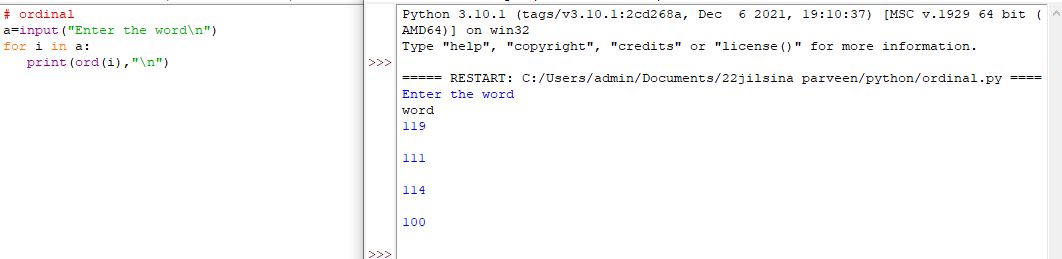 # ordinal
a=input("Enter the word\n")
for i in a:
   print(ord(i),"\n")
Python 3.10.1 (tags/v3.10.1:2cd268a, Dec  6 2021, 19:10:37) [MSC v.1929 64 bit (
AMD64)] on win32
Type "help", "copyright", "credits" or "license()" for more information.
>>>
===== RESTART: C:/Users/admin/Documents/22jilsina parveen/python/ordinal.py ====
Enter the word
word
119
111
114
100
>>>